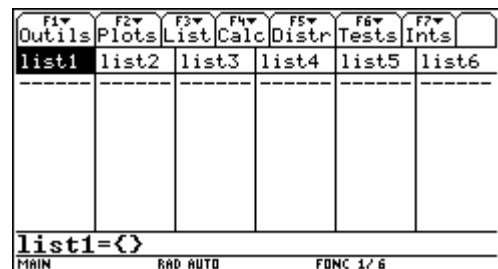 F1▾ F2▾ F3▾ F4▾ F5▾ F6▾ F7▾
Outils Plots List Calc Distr Tests Ints
list1 list2 list3 list4 list5 list6
------ ------ ------ ------ ------ ------
list1={}
MAIN RAD AUTO FONC 1/6